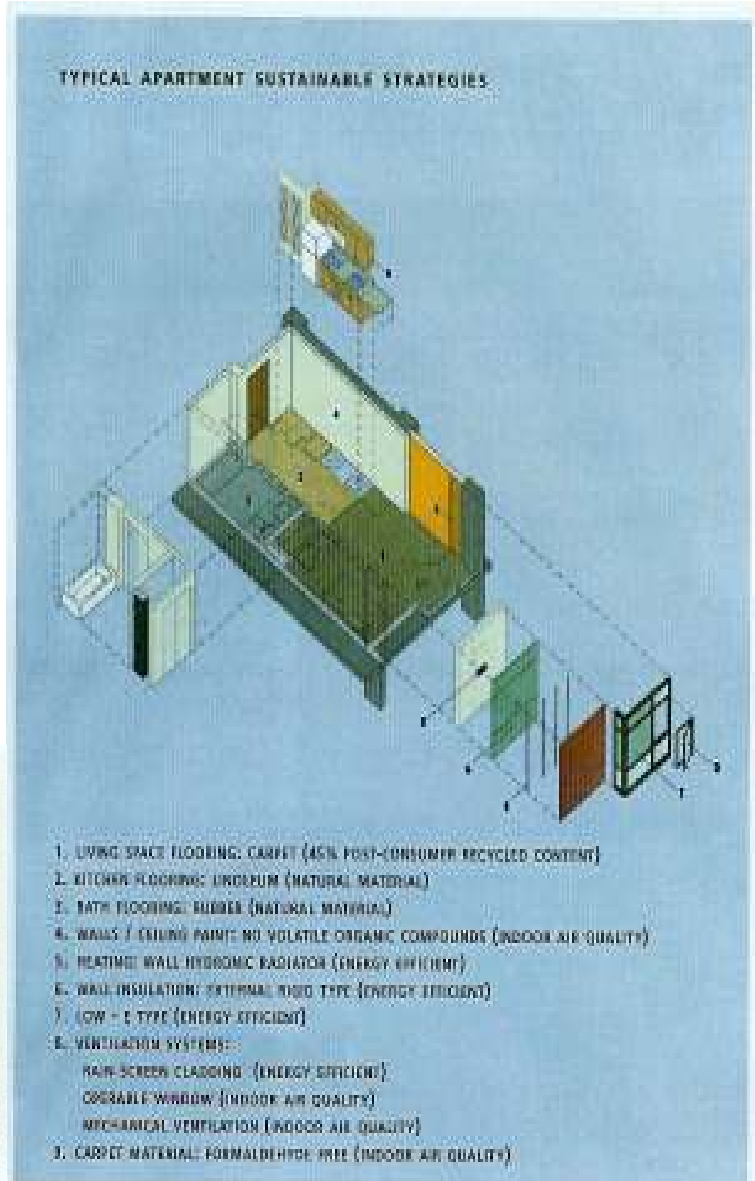 TYPICAL APARTMENT SUSTAINABLE STRATEGIES
1. LIVING SPACE FLOORING: CARPET (45% POST-CONSUMER RECYCLED CONTENT)
2. KITCHEN FLOORING: LINOLEUM (NATURAL MATERIAL)
3. BATH FLOORING: RUBBER (NATURAL MATERIAL)
4. WALLS / CEILING PAINT: NO VOLATILE ORGANIC COMPOUNDS (INDOOR AIR QUALITY)
5. HEATING: WALL HYDRONIC RADIATOR (ENERGY EFFICIENT)
6. WALL INSULATION: EXTERNAL RIGID TYPE (ENERGY EFFICIENT)
7. LOW - E TYPE (ENERGY EFFICIENT)
8. VENTILATION SYSTEMS:
RAIN SCREEN CLADDING (ENERGY EFFICIENT)
OPERABLE WINDOW (INDOOR AIR QUALITY)
MECHANICAL VENTILATION (INDOOR AIR QUALITY)
9. MATERIAL: FORMALDEHYDE FREE (INDOOR AIR QUALITY)